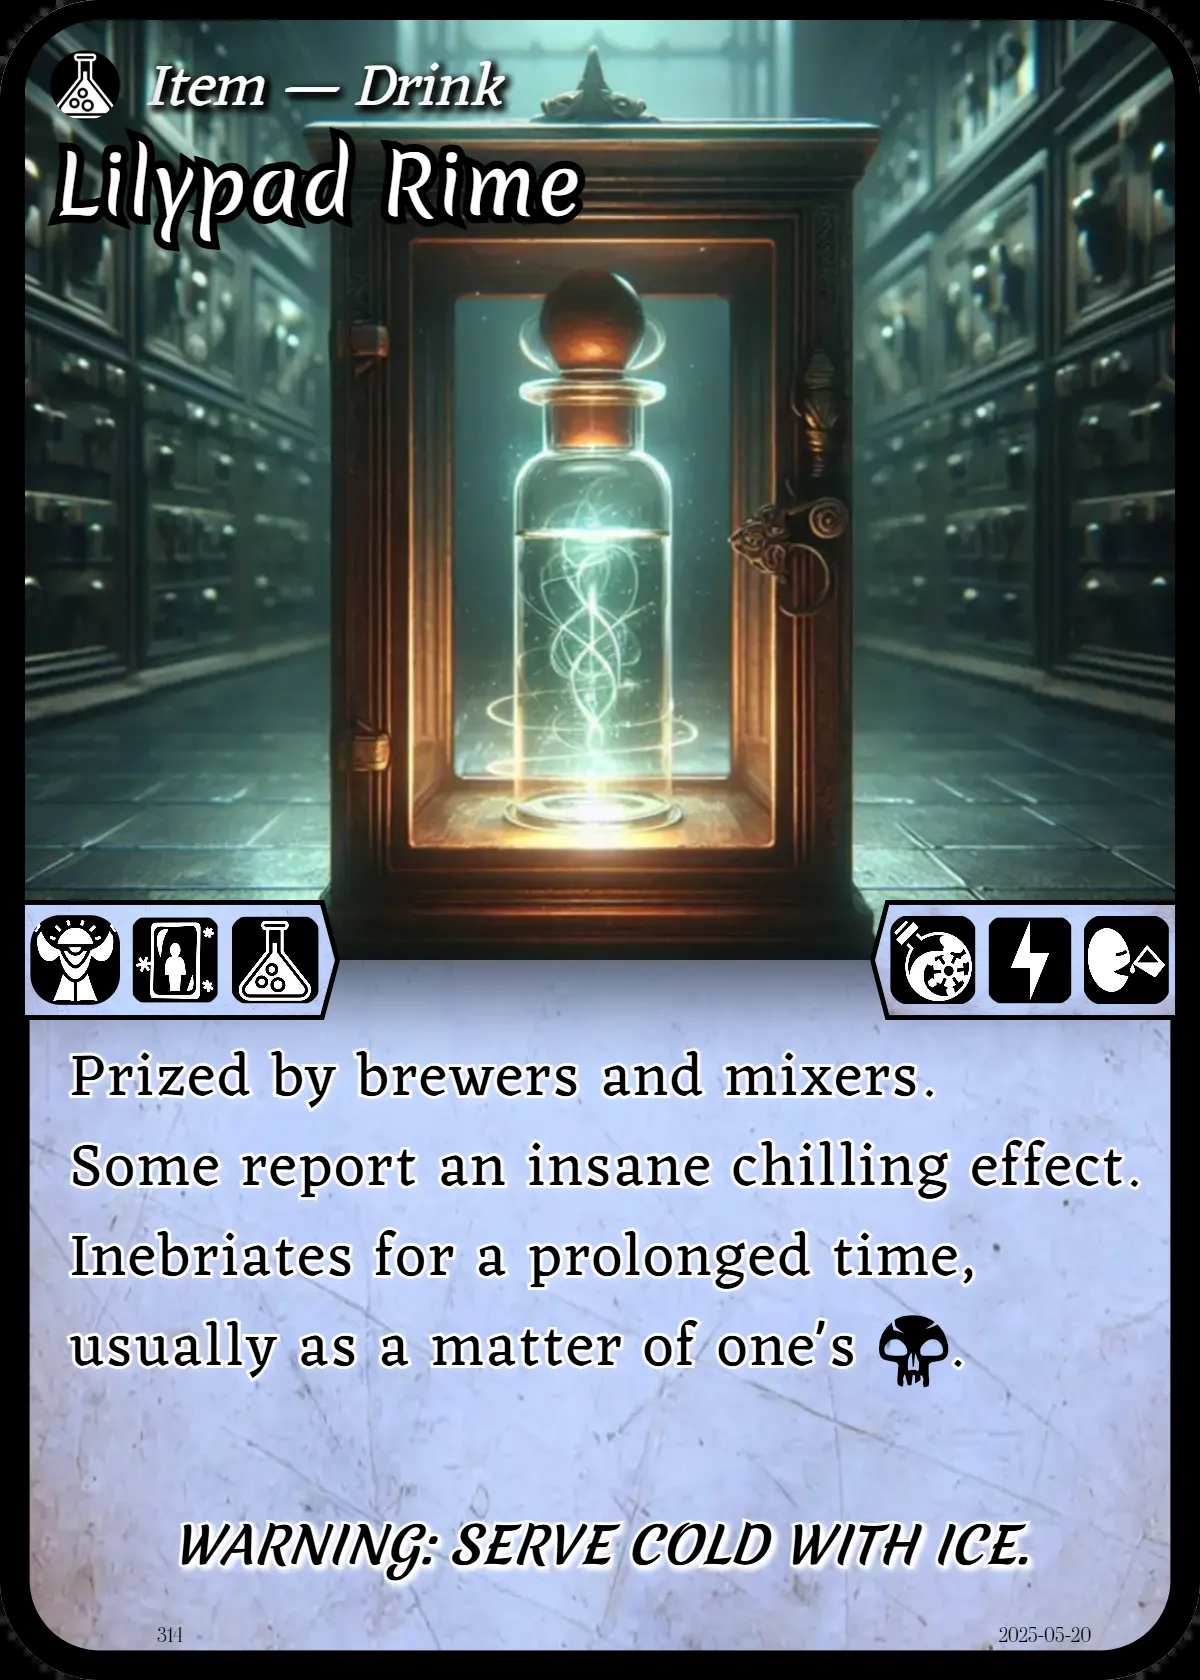 Item — Drink
Lilypad Rime
Prized by brewers and mixers.
Some report an insane chilling effect.
Inebriates for a prolonged time,
usually as a matter of one's .
WARNING: SERVE COLD WITH ICE.
314
2025-05-20